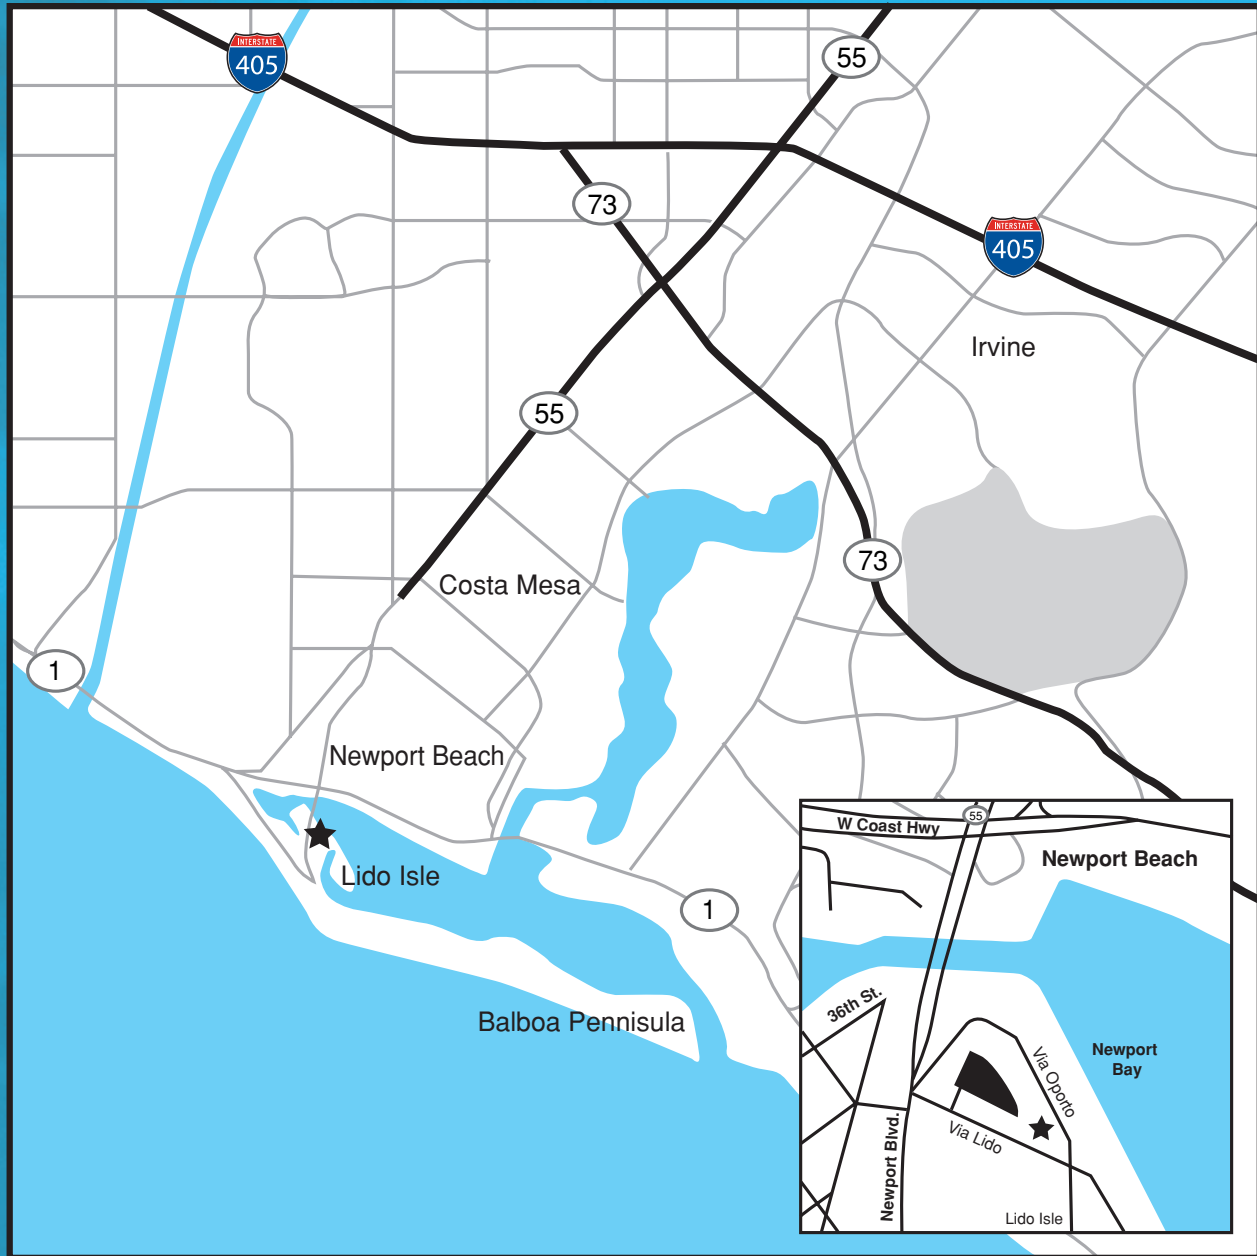 55
INTERSTATE
405
73
INTERSTATE
405
Irvine
55
73
Costa Mesa
1
Newport Beach
Lido Isle
1
Balboa Pennisula
55
W Coast Hwy
Newport Beach
36th St.
Newport
Bay
Via Oporto
Via Lido
Newport Blvd.
Lido Isle